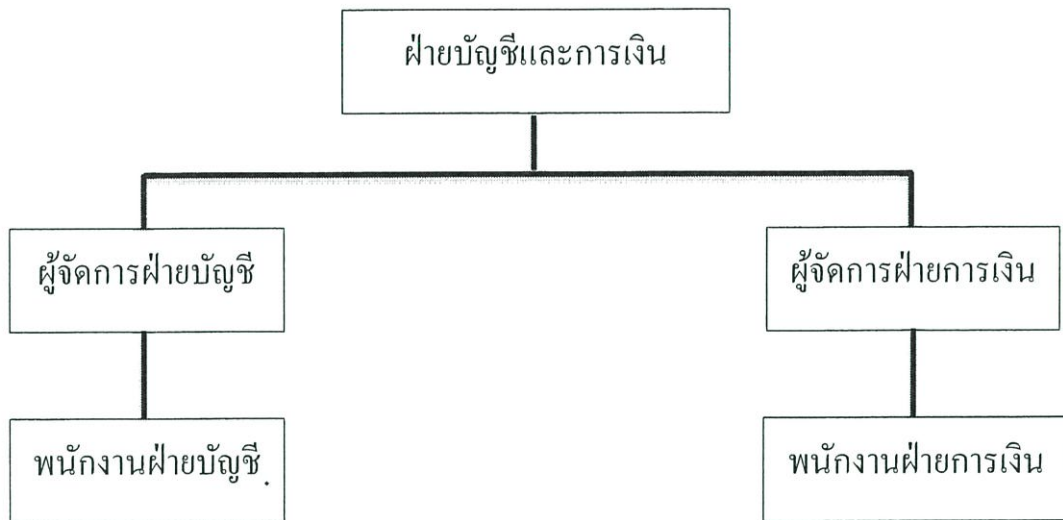 ฝ่ายบัญชีและการเงิน
ผู้จัดการฝ่ายบัญชี
ผู้จัดการฝ่ายการเงิน
พนักงานฝ่ายบัญชี
พนักงานฝ่ายการเงิน